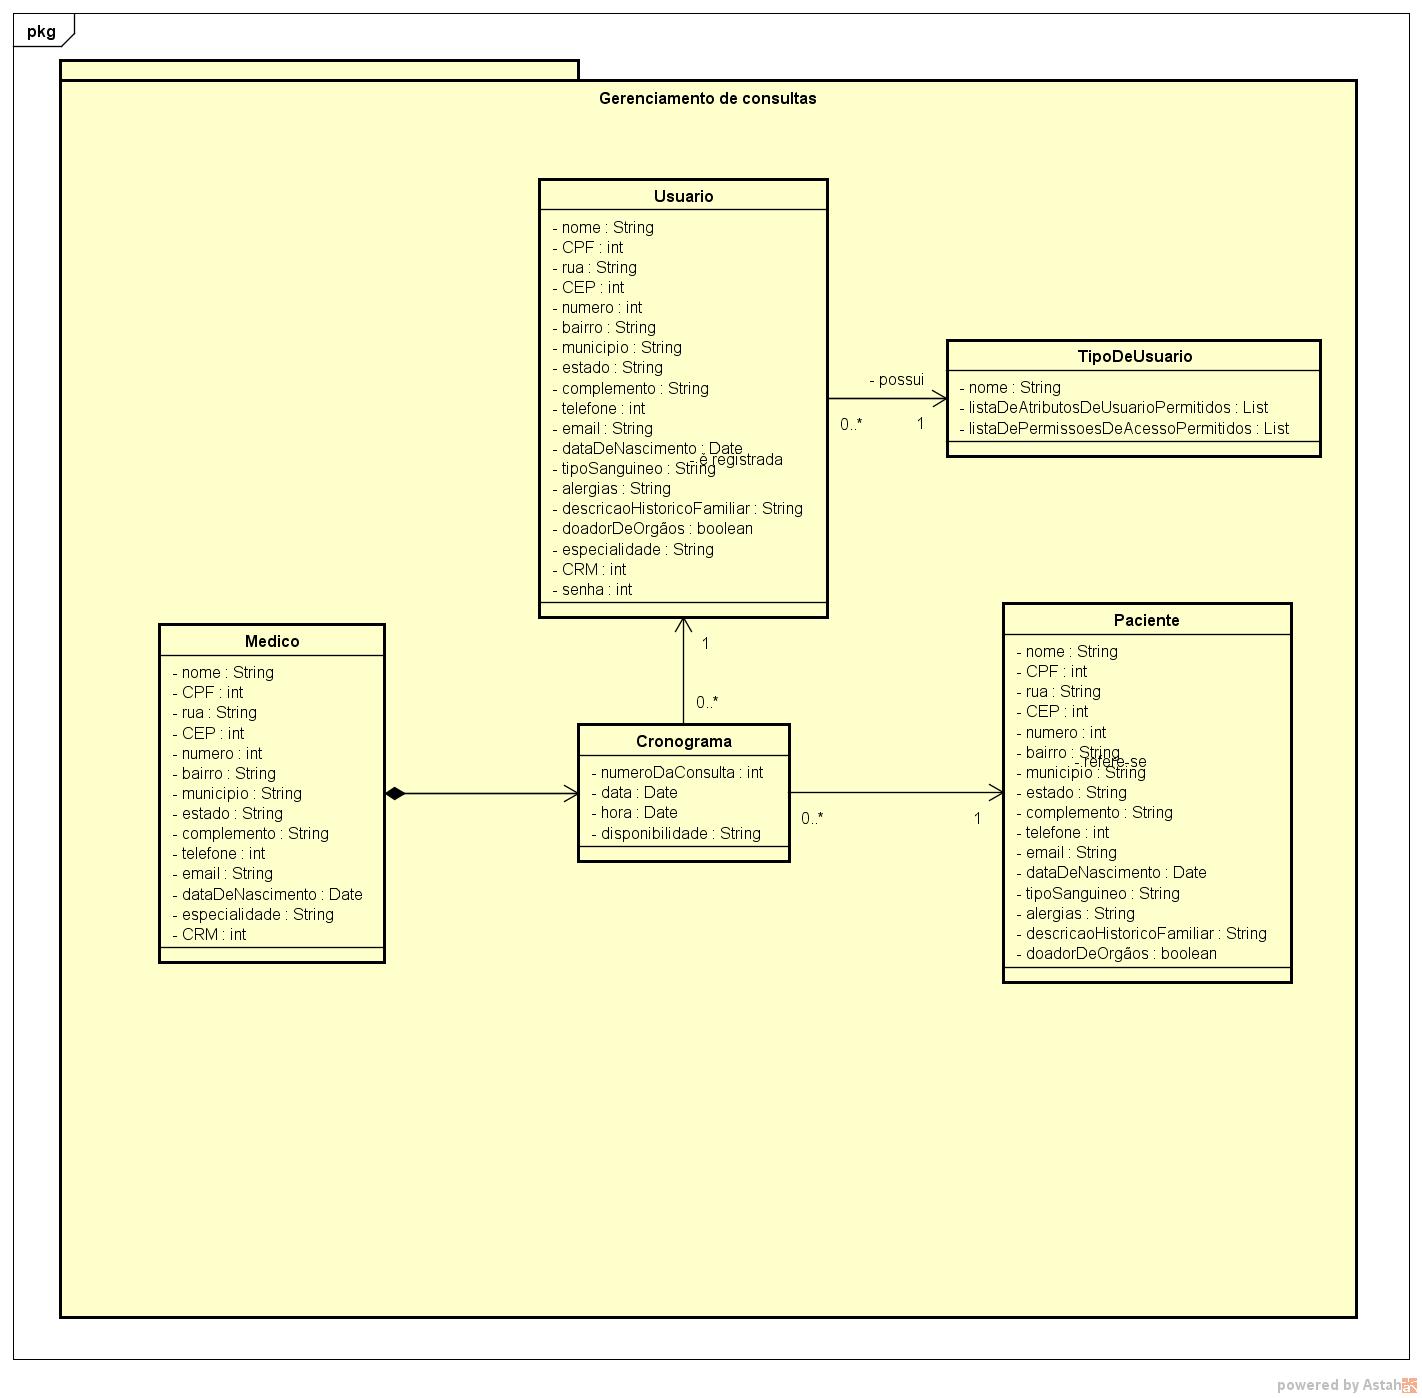 pkg
Gerenciamento de consultas
Usuario
- nome : String
- CPF : int
- rua : String
- CEP : int
- numero : int
- bairro : String
- municipio : String
- estado : String
- complemento : String
- telefone : int
- email : String
- dataDeNascimento : Date
- é registrada
- tipoSanguineo : String
- alergias : String
- descricaoHistoricoFamiliar : String
- doadorDeOrgãos : boolean
- especialidade : String
- CRM : int
- senha : int
- possui
0..*
1
TipoDeUsuario
- nome : String
- listaDeAtributosDeUsuarioPermitidos : List
- listaDePermissoesDeAcessoPermitidos : List
1
0..*
Medico
- nome : String
- CPF : int
- rua : String
- CEP : int
- numero : int
- bairro : String
- municipio : String
- estado : String
- complemento : String
- telefone : int
- email : String
- dataDeNascimento : Date
- especialidade : String
- CRM : int
Cronograma
- numeroDaConsulta : int
- data : Date
- hora : Date
- disponibilidade : String
0..*
1
Paciente
- nome : String
- CPF : int
- rua : String
- CEP : int
- numero : int
- bairro : String
- refere-se
- municipio : String
- estado : String
- complemento : String
- telefone : int
- email : String
- dataDeNascimento : Date
- tipoSanguineo : String
- alergias : String
- descricaoHistoricoFamiliar : String
- doadorDeOrgãos : boolean
powered by Astah